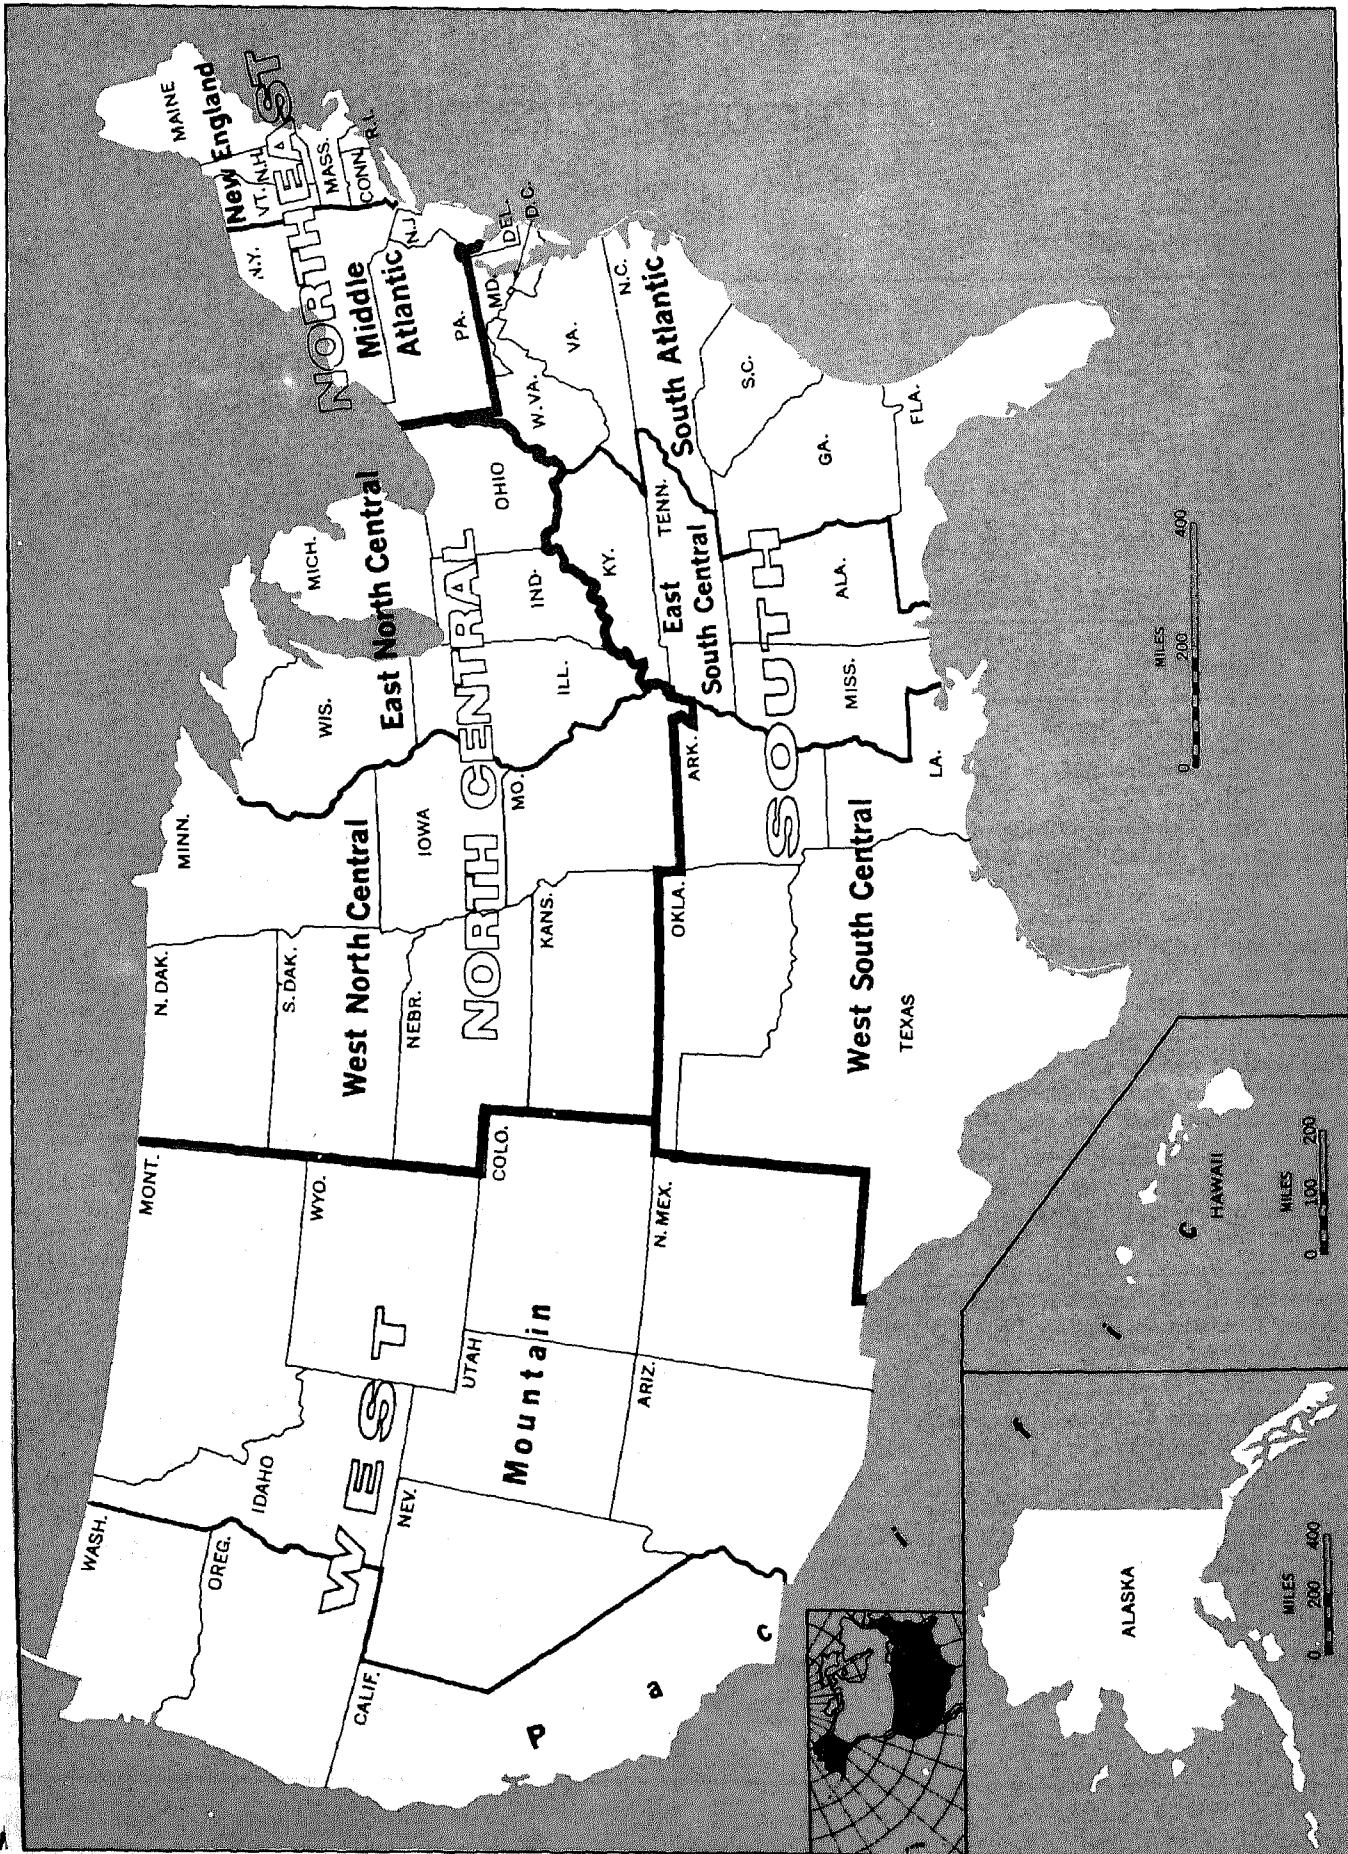 WEST
NORTH CENTRAL
NORTHEAST
SOUTH
Pacific
Mountain
West North Central
East North Central
West South Central
East
South Central
South Atlantic
Middle
Atlantic
New England
WASH.
OREG.
CALIF.
IDAHO
NEV.
MONT.
WYO.
UTAH
COLO.
ARIZ.
N. MEX.
N. DAK.
S. DAK.
NEBR.
KANS.
MINN.
IOWA
MO.
WIS.
ILL.
MICH.
IND-
OHIO
OKLA.
TEXAS
ARK.
LA.
KY.
TENN.
MISS.
ALA.
W.VA.
MD.
DEL.
D.C.
VA.
N.C.
S.C.
GA.
FLA.
N.Y.
PA.
N.J.
MAINE
VT.
N.H.
MASS.
CONN.
R.I.
ALASKA
MILES
0 200 400
HAWAII
MILES
0 100 200
MILES
0 200 400